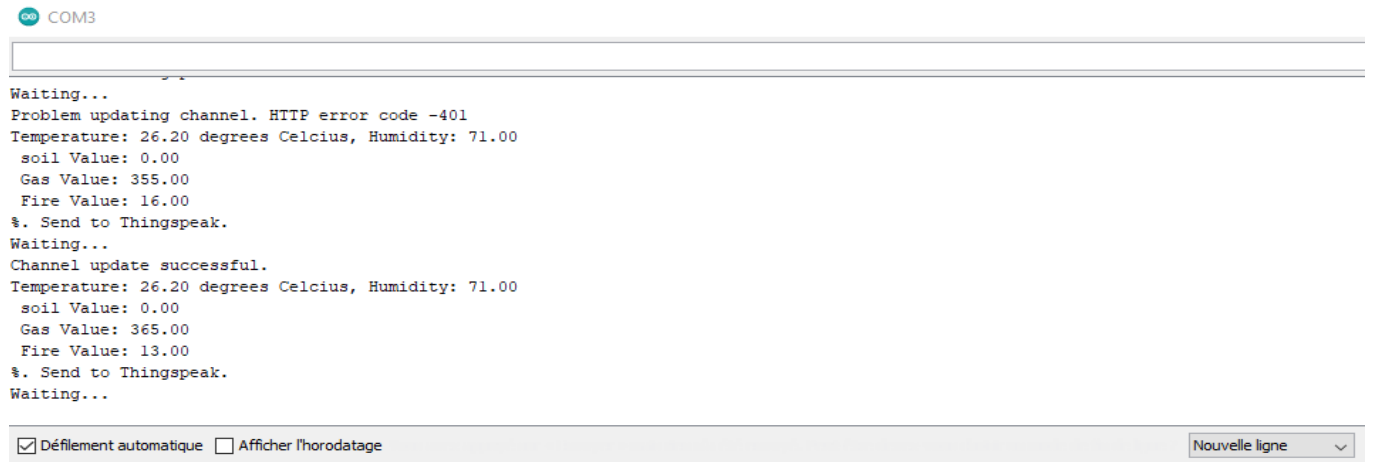 COM3
Waiting...
Problem updating channel. HTTP error code -401
Temperature: 26.20 degrees Celcius, Humidity: 71.00
soil Value: 0.00
Gas Value: 355.00
Fire Value: 16.00
%. Send to Thingspeak.
Waiting...
Channel update successful.
Temperature: 26.20 degrees Celcius, Humidity: 71.00
soil Value: 0.00
Gas Value: 365.00
Fire Value: 13.00
%. Send to Thingspeak.
Waiting...
Défilement automatique Afficher l'horodatage Nouvelle ligne